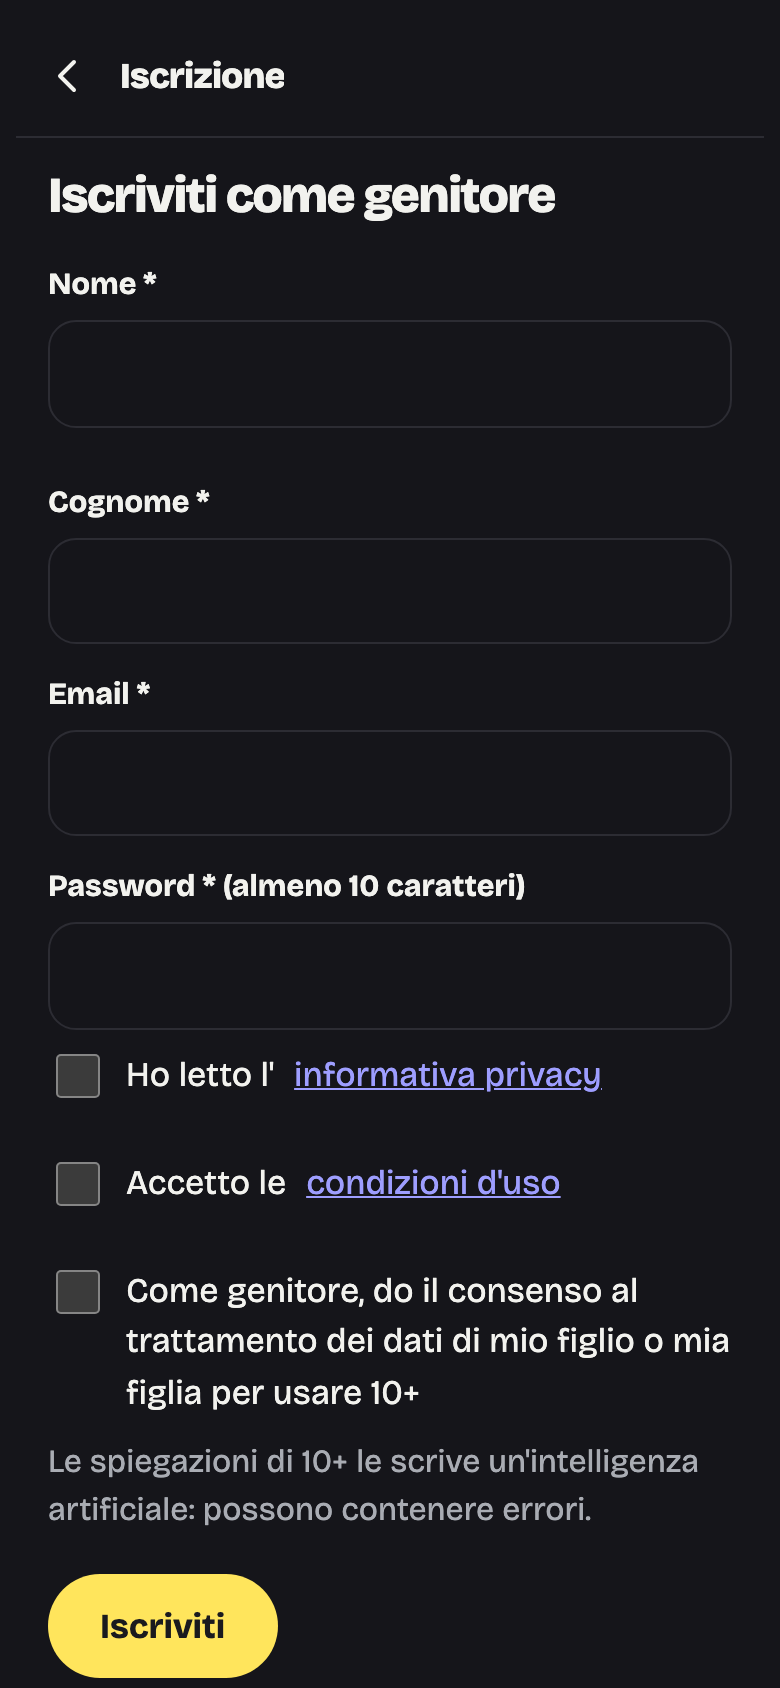 Iscrizione
Iscriviti come genitore
Nome *
Cognome *
Email *
Password * (almeno 10 caratteri)
Ho letto l' informativa privacy
Accetto le condizioni d'uso
Come genitore, do il consenso al
trattamento dei dati di mio figlio o mia
figlia per usare 10+
Le spiegazioni di 10+ le scrive un'intelligenza
artificiale: possono contenere errori.
Iscriviti